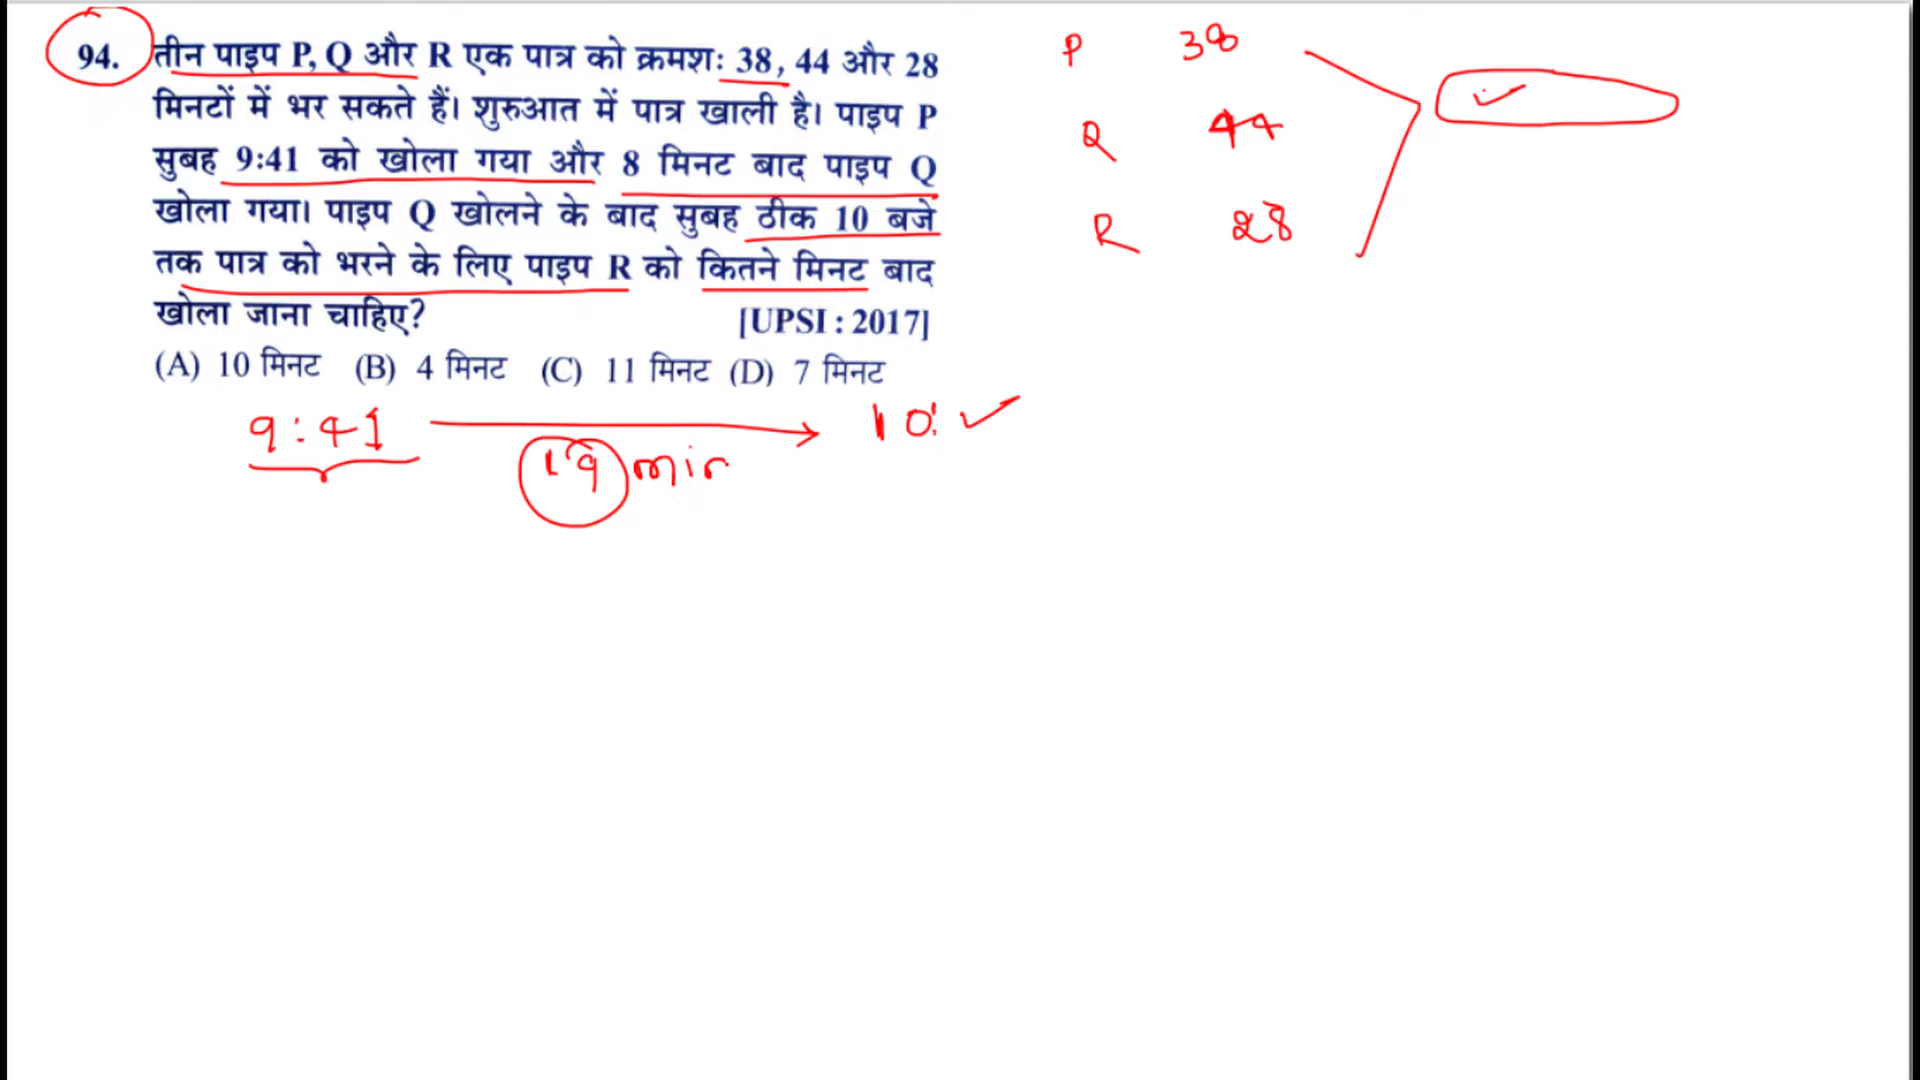 94. तीन पाइप P, Q और R एक पात्र को क्रमशः 38, 44 और 28
मिनटों में भर सकते हैं। शुरुआत में पात्र खाली है। पाइप P
सुबह 9:41 को खोला गया और 8 मिनट बाद पाइप Q
खोला गया। पाइप Q खोलने के बाद सुबह ठीक 10 बजे
तक पात्र को भरने के लिए पाइप R को कितने मिनट बाद
खोला जाना चाहिए? [UPSI : 2017]
(A) 10 मिनट (B) 4 मिनट (C) 11 मिनट (D) 7 मिनट
9:41 10:
19 min
P 38
Q 44
R 28